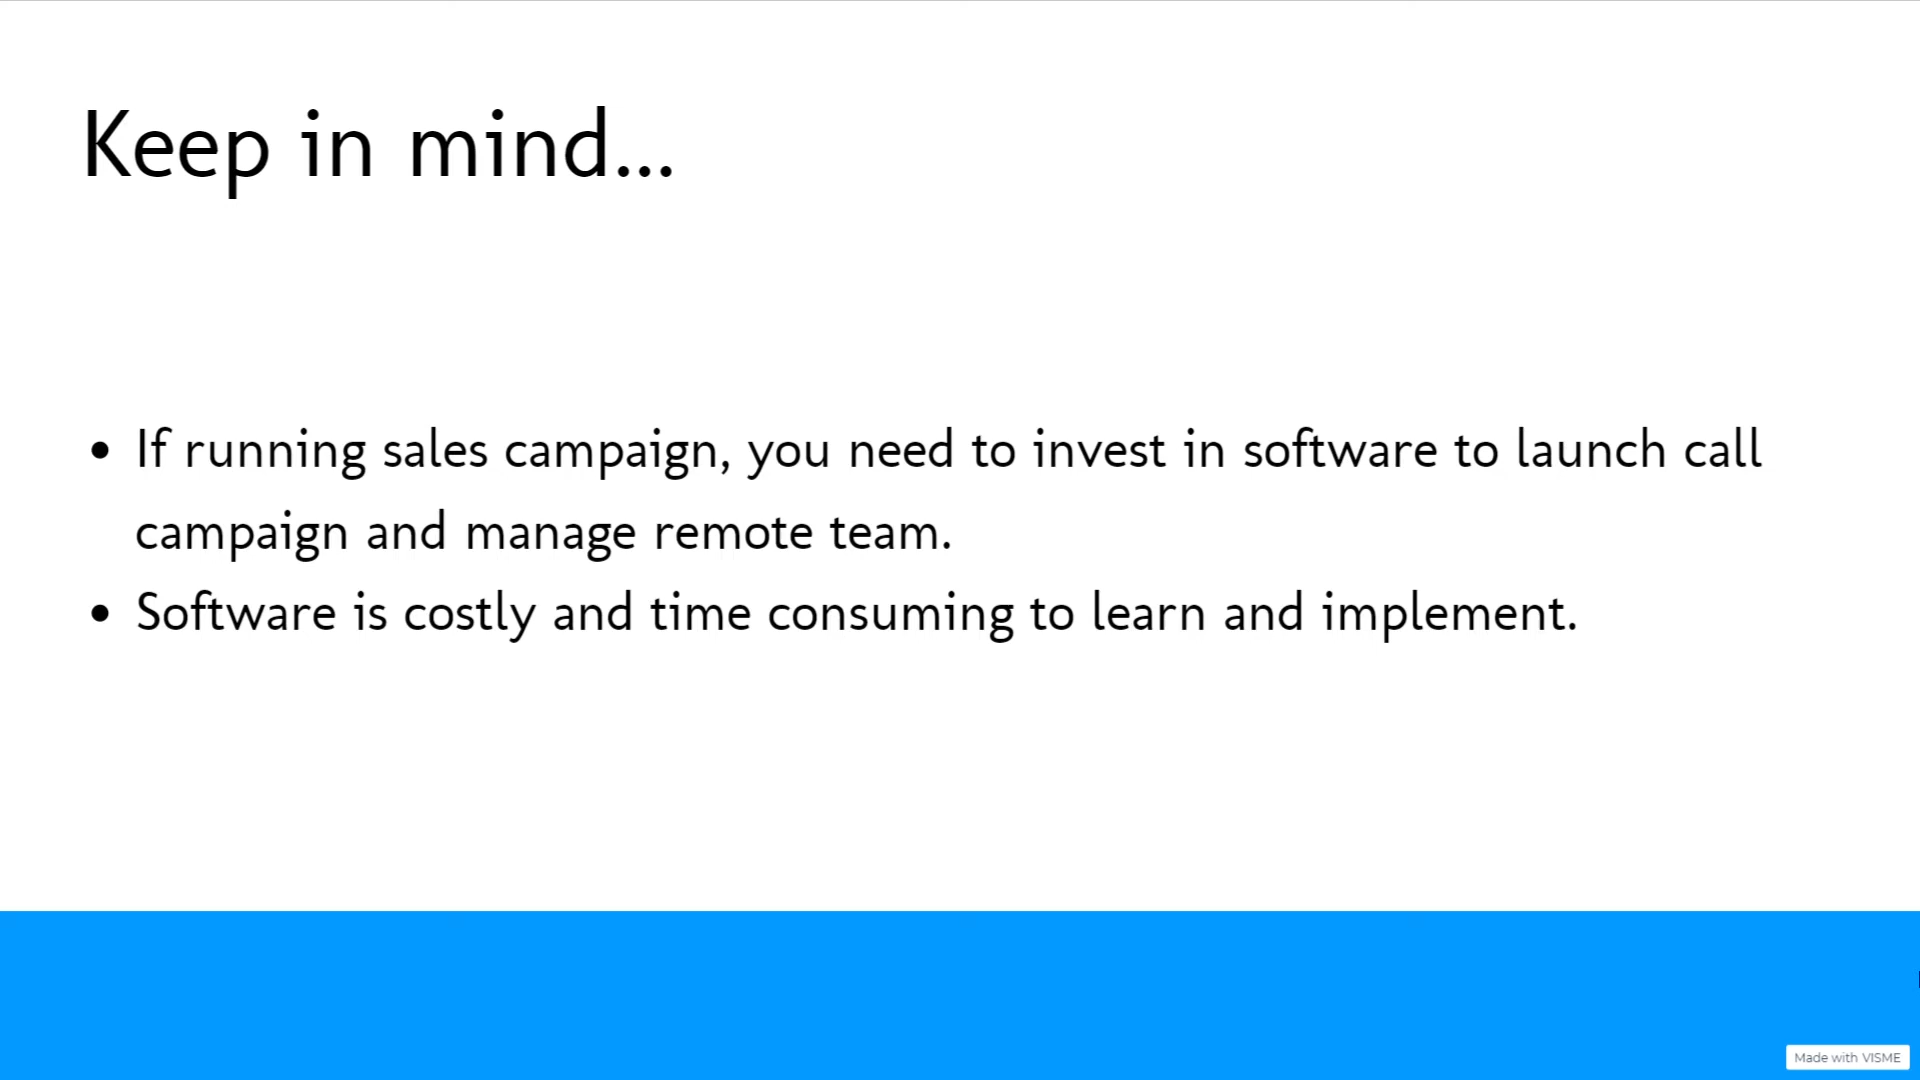 Keep in mind...
• If running sales campaign, you need to invest in software to launch call
campaign and manage remote team.
• Software is costly and time consuming to learn and implement.
Made with VISME